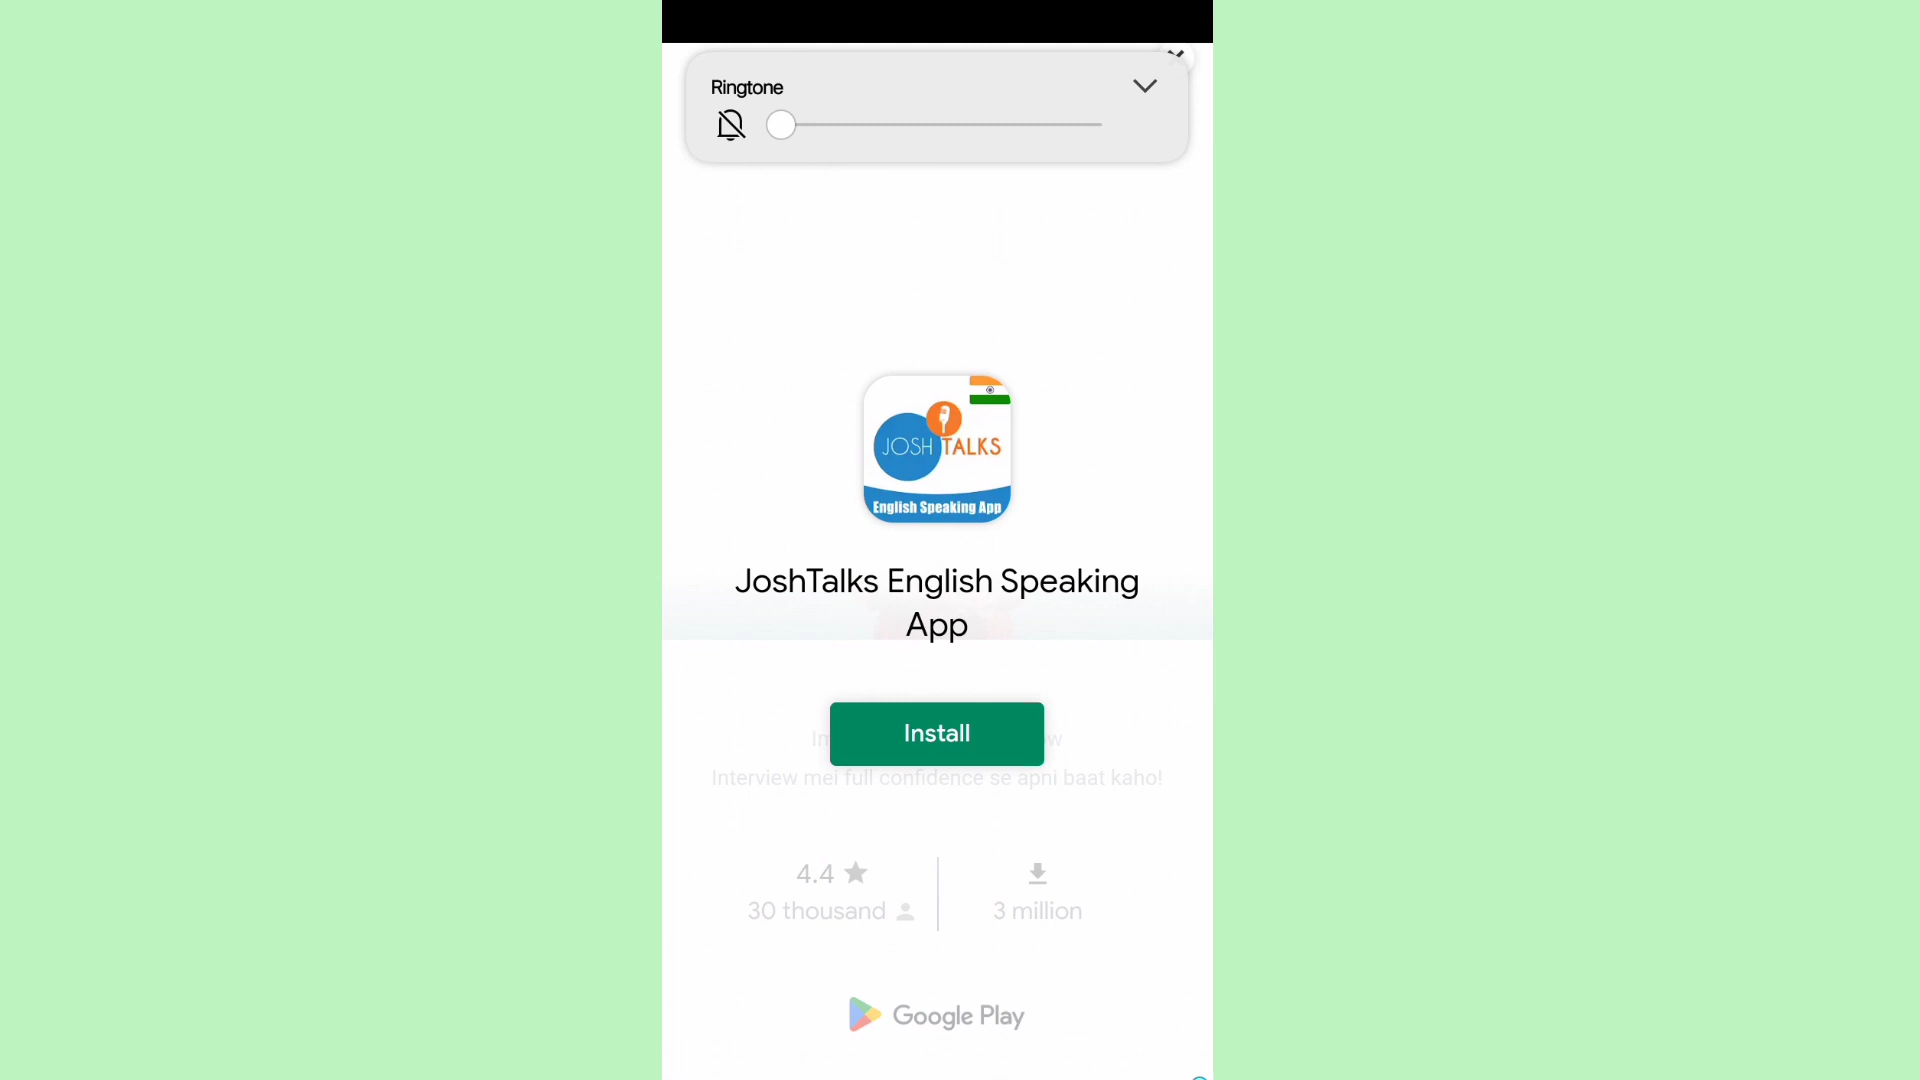 Ringtone
JOSH TALKS
English Speaking App
JoshTalks English Speaking
App
Install
Interview mei full confidence se apni baat kaho!
4.4
30 thousand
3 million
Google Play